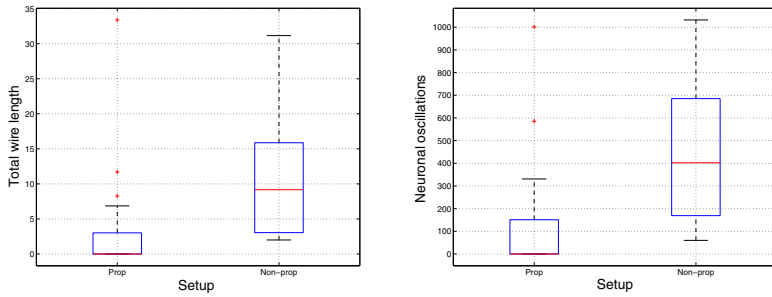 Total wire length
35
30
25
20
15
10
5
0
Prop
Non−prop
Setup
Neuronal oscillations
1000
900
800
700
600
500
400
300
200
100
0
Prop
Non−prop
Setup